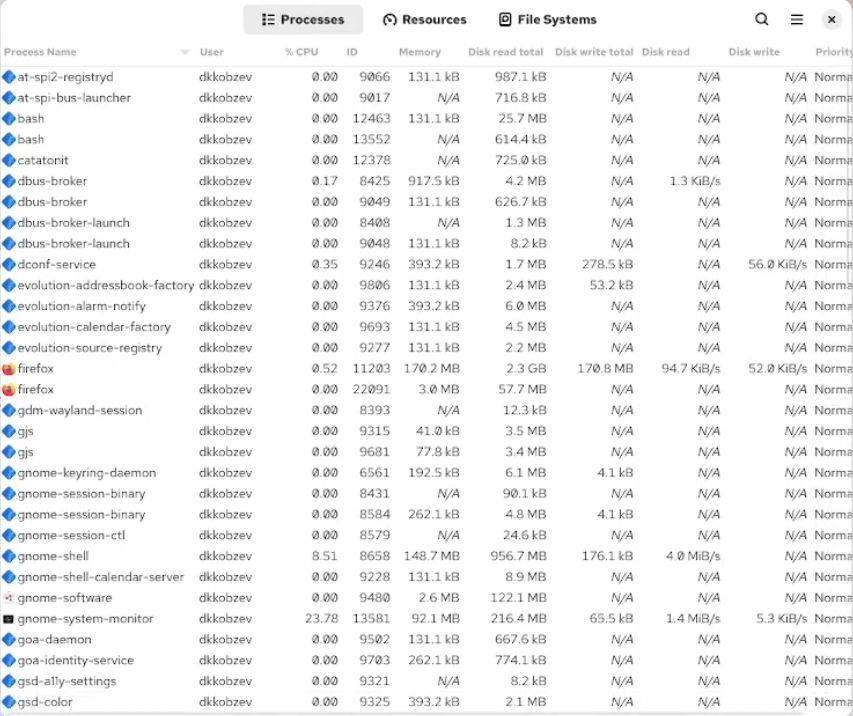 Processes Resources File Systems
Process Name User % CPU ID Memory Disk read total Disk write total Disk read Disk write Priority
at-spi2-registryd dkkobzev 0.00 9066 131.1 kB 987.1 kB N/A N/A N/A Norma
at-spi-bus-launcher dkkobzev 0.00 9017 N/A 716.8 kB N/A N/A N/A Norma
bash dkkobzev 0.00 12463 131.1 kB 25.7 MB N/A N/A N/A Norma
bash dkkobzev 0.00 13552 N/A 614.4 kB N/A N/A N/A Norma
catatonit dkkobzev 0.00 12378 N/A 725.0 kB N/A N/A N/A Norma
dbus-broker dkkobzev 0.17 8425 917.5 kB 4.2 MB N/A 1.3 KiB/s N/A Norma
dbus-broker dkkobzev 0.00 9049 131.1 kB 626.7 kB N/A N/A N/A Norma
dbus-broker-launch dkkobzev 0.00 8408 N/A 1.3 MB N/A N/A N/A Norma
dbus-broker-launch dkkobzev 0.00 9048 131.1 kB 8.2 kB N/A N/A N/A Norma
dconf-service dkkobzev 0.35 9246 393.2 kB 1.7 MB 278.5 kB N/A 56.0 KiB/s Norma
evolution-addressbook-factory dkkobzev 0.00 9806 131.1 kB 2.4 MB 53.2 kB N/A N/A Norma
evolution-alarm-notify dkkobzev 0.00 9376 393.2 kB 6.0 MB N/A N/A N/A Norma
evolution-calendar-factory dkkobzev 0.00 9693 131.1 kB 4.5 MB N/A N/A N/A Norma
evolution-source-registry dkkobzev 0.00 9277 131.1 kB 2.2 MB N/A N/A N/A Norma
firefox dkkobzev 0.52 11203 170.2 MB 2.3 GB 170.8 MB 94.7 KiB/s 52.0 KiB/s Norma
firefox dkkobzev 0.00 22091 3.0 MB 57.7 MB N/A N/A N/A Norma
gdm-wayland-session dkkobzev 0.00 8393 N/A 12.3 kB N/A N/A N/A Norma
gjs dkkobzev 0.00 9315 41.0 kB 3.5 MB N/A N/A N/A Norma
gjs dkkobzev 0.00 9681 77.8 kB 3.4 MB N/A N/A N/A Norma
gnome-keyring-daemon dkkobzev 0.00 6561 192.5 kB 6.1 MB 4.1 kB N/A N/A Norma
gnome-session-binary dkkobzev 0.00 8431 N/A 90.1 kB N/A N/A N/A Norma
gnome-session-binary dkkobzev 0.00 8584 262.1 kB 4.8 MB 4.1 kB N/A N/A Norma
gnome-session-ctl dkkobzev 0.00 8579 N/A 24.6 kB N/A N/A N/A Norma
gnome-shell dkkobzev 8.51 8658 148.7 MB 956.7 MB 176.1 kB 4.0 MiB/s N/A Norma
gnome-shell-calendar-server dkkobzev 0.00 9228 131.1 kB 8.9 MB N/A N/A N/A Norma
gnome-software dkkobzev 0.00 9480 2.6 MB 122.1 MB N/A N/A N/A Norma
gnome-system-monitor dkkobzev 23.78 13581 92.1 MB 216.4 MB 65.5 kB 1.4 MiB/s 5.3 KiB/s Norma
goa-daemon dkkobzev 0.00 9502 131.1 kB 667.6 kB N/A N/A N/A Norma
goa-identity-service dkkobzev 0.00 9703 262.1 kB 774.1 kB N/A N/A N/A Norma
gsd-a11y-settings dkkobzev 0.00 9321 N/A 8.2 kB N/A N/A N/A Norma
gsd-color dkkobzev 0.00 9325 393.2 kB 2.1 MB N/A N/A N/A Norma